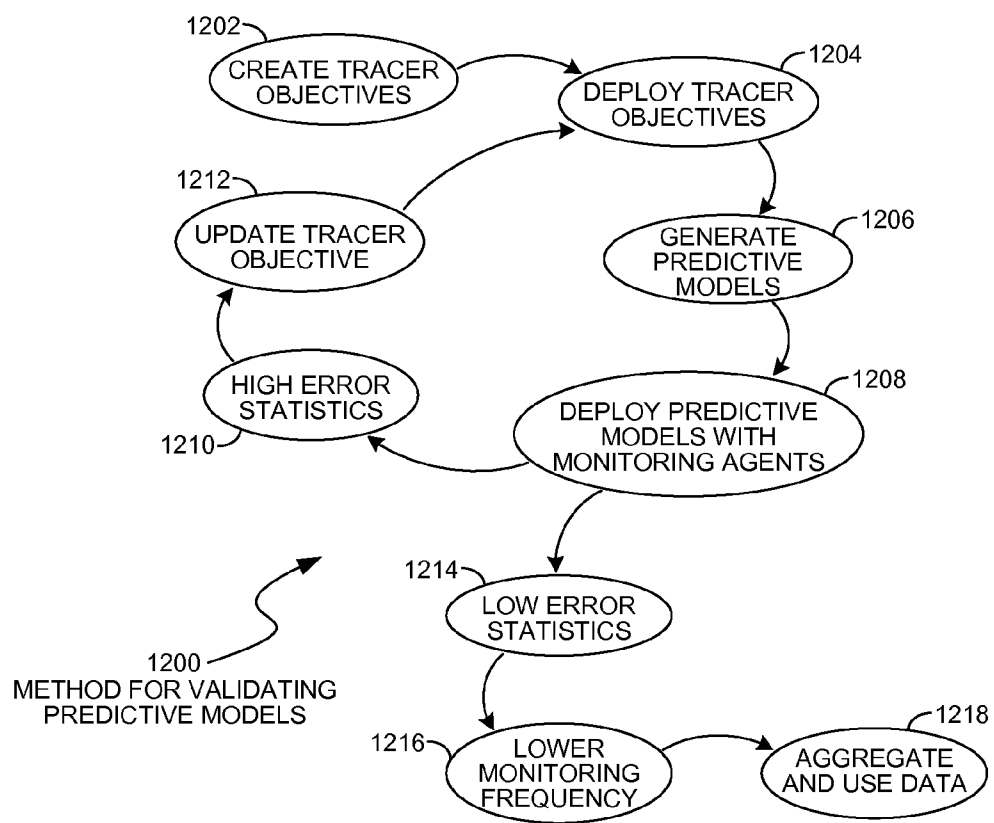 1202
CREATE TRACER
OBJECTIVES
1204
DEPLOY TRACER
OBJECTIVES
1212
UPDATE TRACER
OBJECTIVE
1206
GENERATE
PREDICTIVE
MODELS
HIGH ERROR
STATISTICS
1210
1208
DEPLOY PREDICTIVE
MODELS WITH
MONITORING AGENTS
1214
LOW ERROR
STATISTICS
1200
METHOD FOR VALIDATING
PREDICTIVE MODELS
1216
LOWER
MONITORING
FREQUENCY
1218
AGGREGATE
AND USE DATA